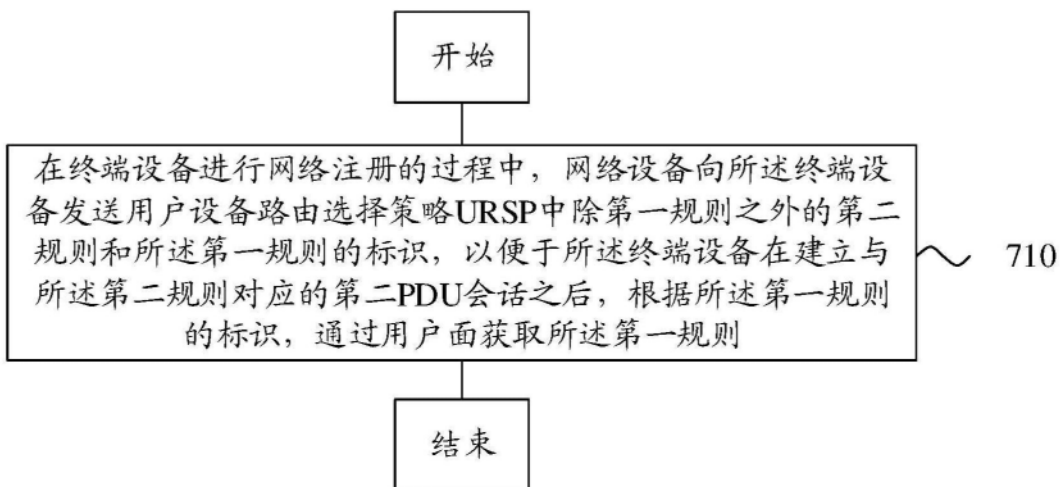 开始
在终端设备进行网络注册的过程中，网络设备向所述终端设
备发送用户设备路由选择策略URSP中除第一规则之外的第二
规则和所述第一规则的标识，以便于所述终端设备在建立与
所述第二规则对应的第二PDU会话之后，根据所述第一规则
的标识，通过用户面获取所述第一规则
710
结束